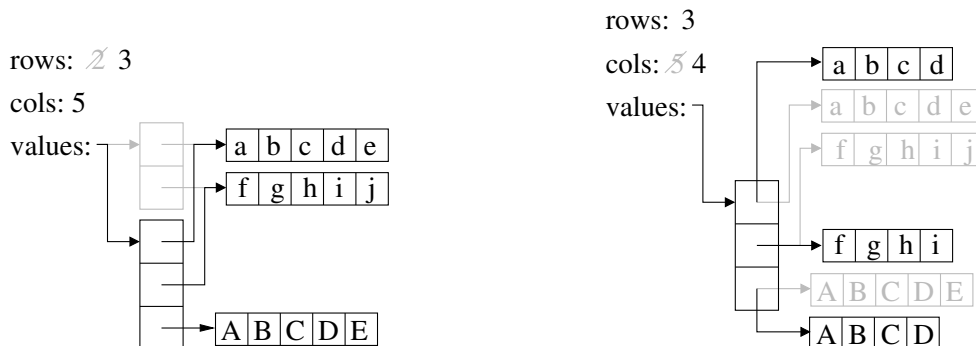 rows: 2 3
cols: 5
values:
a b c d e
f g h i j
A B C D E
rows: 3
cols: 5 4
values:
a b c d
a b c d e
f g h i j
f g h i
A B C D E
A B C D